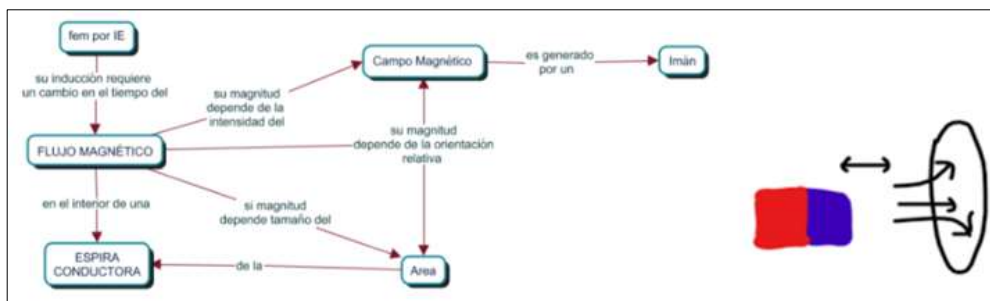 fem por IE
su inducción requiere
un cambio en el tiempo del
FLUJO MAGNÉTICO
en el interior de una
ESPIRA
CONDUCTORA
su magnitud
depende de la
intensidad del
Campo Magnético
es generado
por un
Imán
su magnitud
depende de la orientación
relativa
si magnitud
depende tamaño del
Area
de la